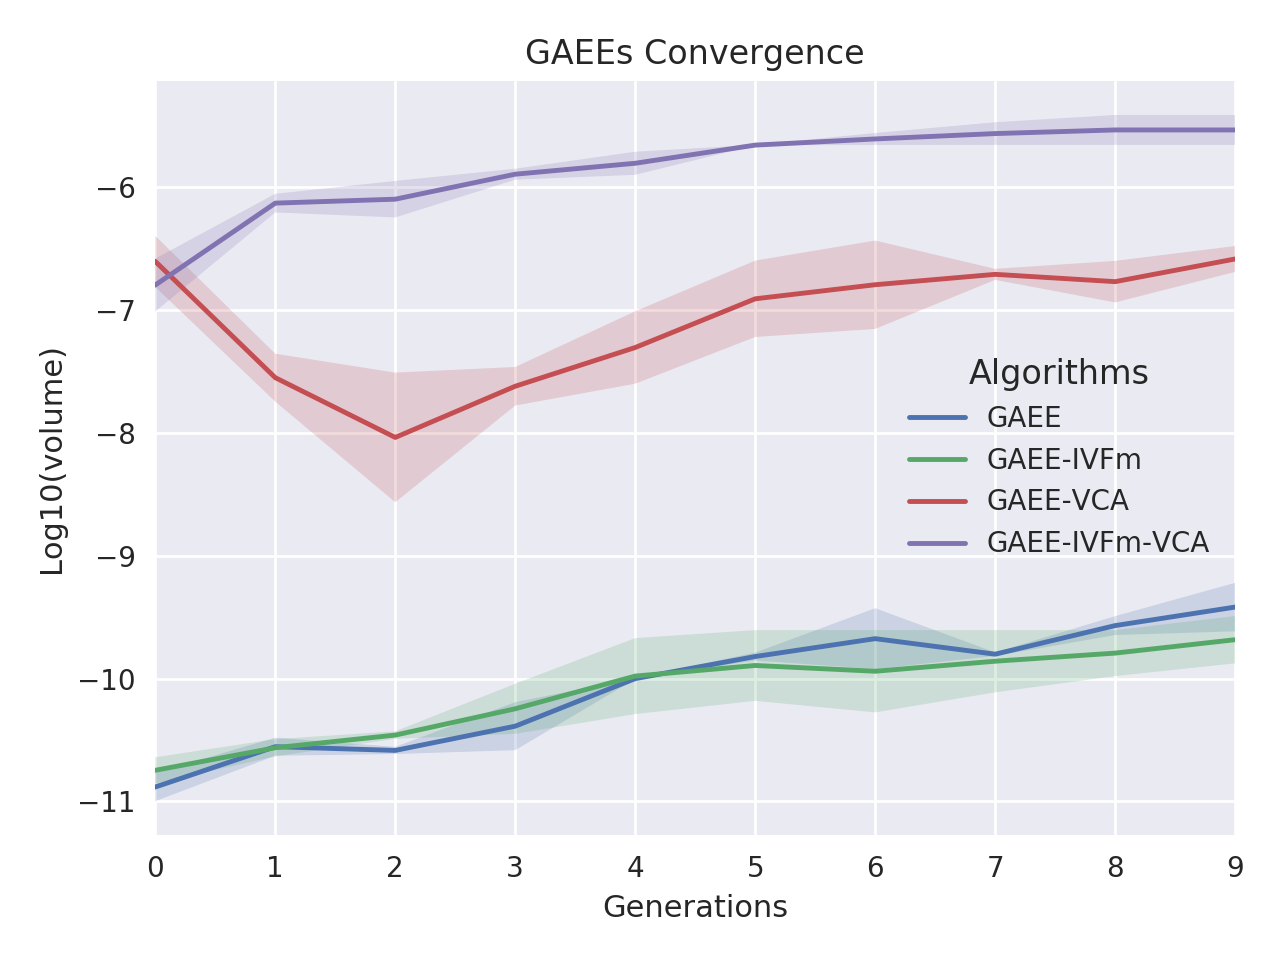 GAEEs Convergence
Log10(volume)
−6
−7
−8
−9
−10
−11
Algorithms
GAEE
GAEE-IVFm
GAEE-VCA
GAEE-IVFm-VCA
0 1 2 3 4 5 6 7 8 9
Generations